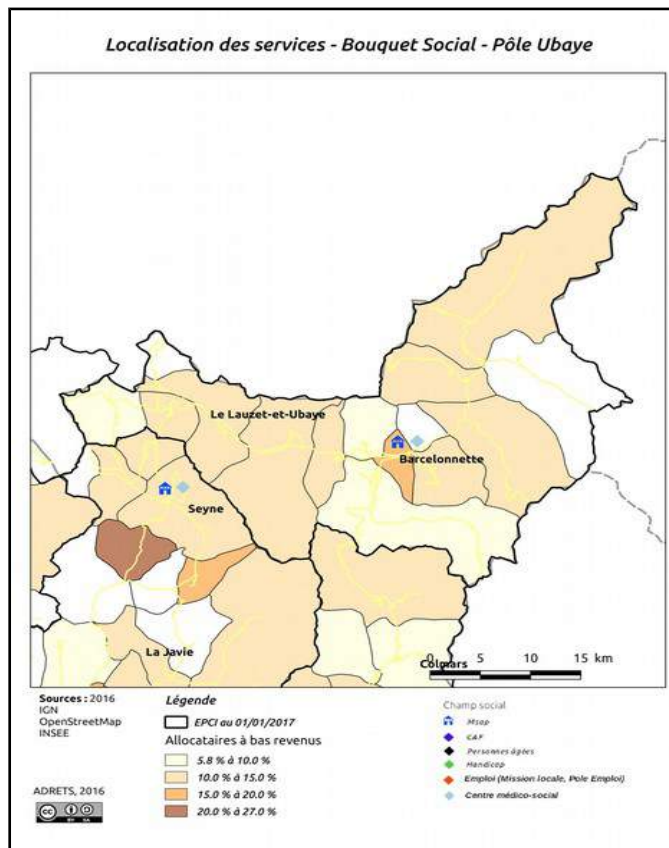 Localisation des services - Bouquet Social - Pôle Ubaye
Le Lauzet-et-Ubaye
Barcelonnette
Seyne
La Javie
Colmars
0 5 10 15 km
Sources : 2016
IGN
OpenStreetMap
INSEE
ADRETS, 2016
cc
BY SA
Légende
EPCI au 01/01/2017
Allocataires à bas revenus
5.8 % à 10.0 %
10.0 % à 15.0 %
15.0 % à 20.0 %
20.0 % à 27.0 %
Champ social
Msap
CAF
Personnes âgées
Handicap
Emploi (Mission locale, Pole Emploi)
Centre médico-social